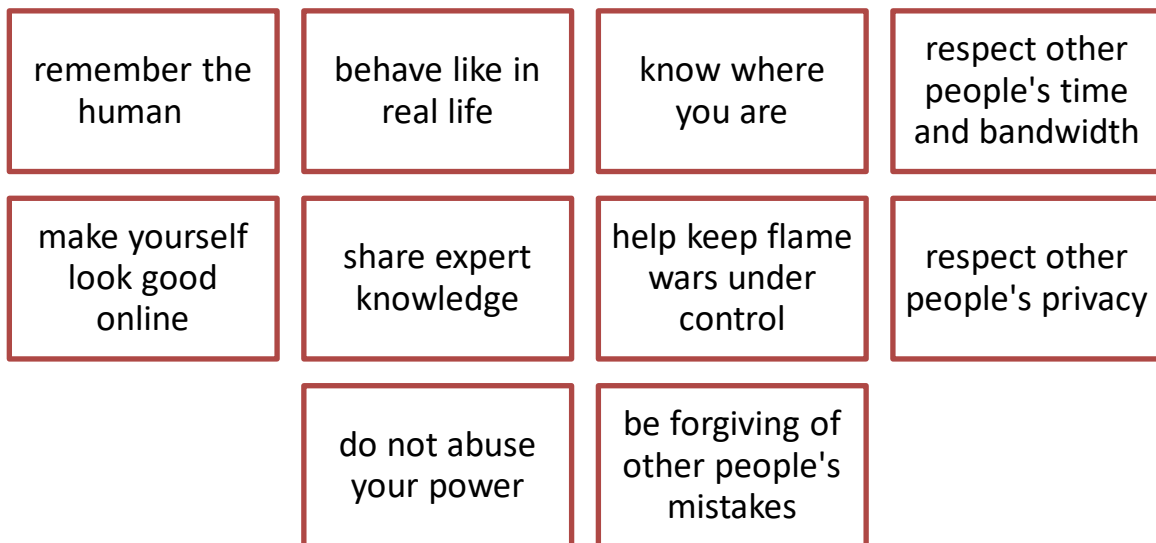 remember the
human
behave like in
real life
know where
you are
respect other
people's time
and bandwidth
make yourself
look good
online
share expert
knowledge
help keep flame
wars under
control
respect other
people's privacy
do not abuse
your power
be forgiving of
other people's
mistakes